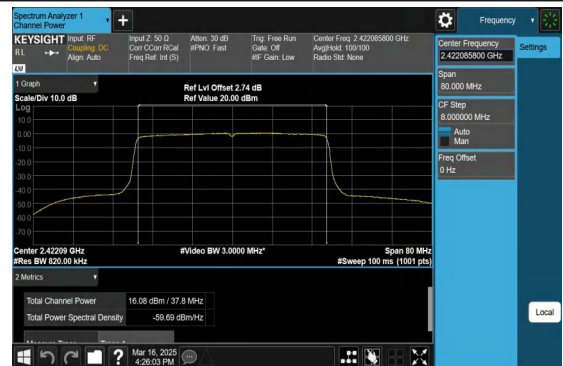 Spectrum Analyzer 1
Channel Power
+
Frequency
KEYSIGHT
RL
Input: RF
Coupling: DC
Align: Auto
Input Z: 50 Ω
Corr CCorr RCal
Freq Ref: Int (S)
Atten: 30 dB
#PNO: Fast
Trig: Free Run
Gate: Off
#IF Gain: Low
Center Freq: 2.422085800 GHz
Avg|Hold: 100/100
Radio Std: None
LXI
Center Frequency
2.422085800 GHz
Settings
Span
80.000 MHz
CF Step
8.000000 MHz
Auto
Man
Freq Offset
0 Hz
1 Graph
Scale/Div 10.0 dB
Ref Lvl Offset 2.74 dB
Ref Value 20.00 dBm
Log
10.0
0.00
-10.0
-20.0
-30.0
-40.0
-50.0
-60.0
-70.0
Center 2.42209 GHz
#Res BW 820.00 kHz
#Video BW 3.0000 MHz*
Span 80 MHz
#Sweep 100 ms (1001 pts)
2 Metrics
Total Channel Power 16.08 dBm / 37.8 MHz
Total Power Spectral Density -59.69 dBm/Hz
Local
?
Mar 16, 2025
4:26:03 PM